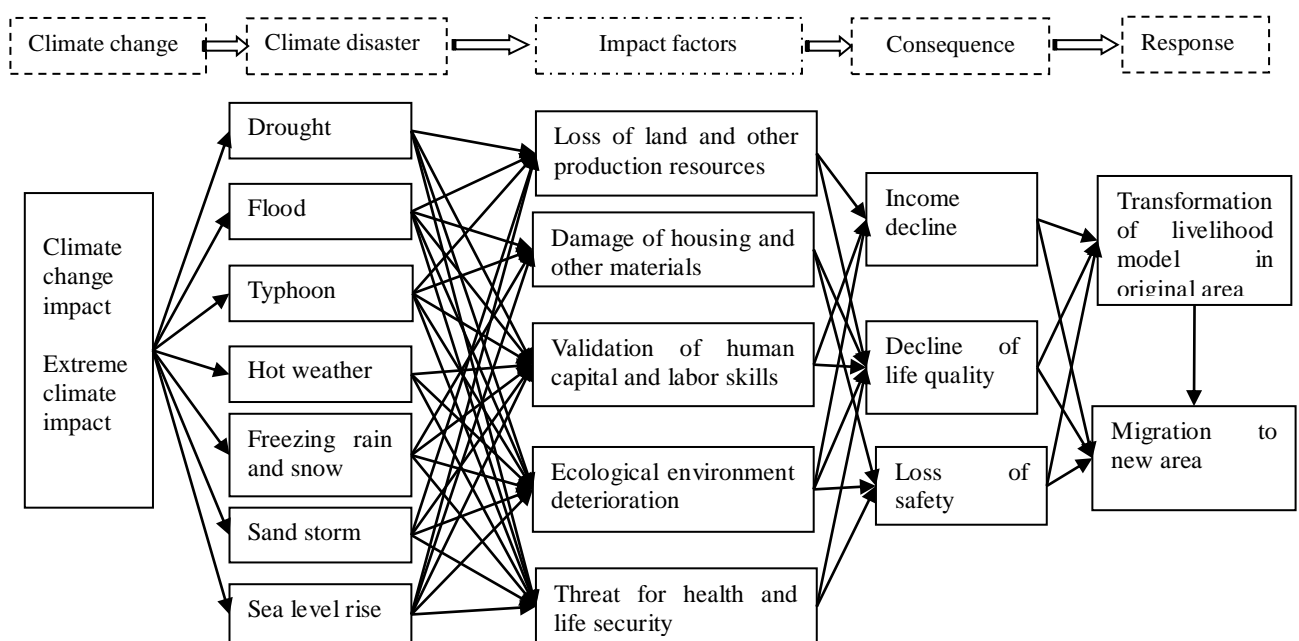 Climate change
Climate disaster
Impact factors
Consequence
Response
Climate
change
impact
Extreme
climate
impact
Drought
Flood
Typhoon
Hot weather
Freezing rain
and snow
Sand storm
Sea level rise
Loss of land and other
production resources
Damage of housing and
other materials
Validation of human
capital and labor skills
Ecological environment
deterioration
Threat for health and
life security
Income
decline
Decline of
life quality
Loss of
safety
Transformation
of livelihood
model in
original area
Migration to
new area